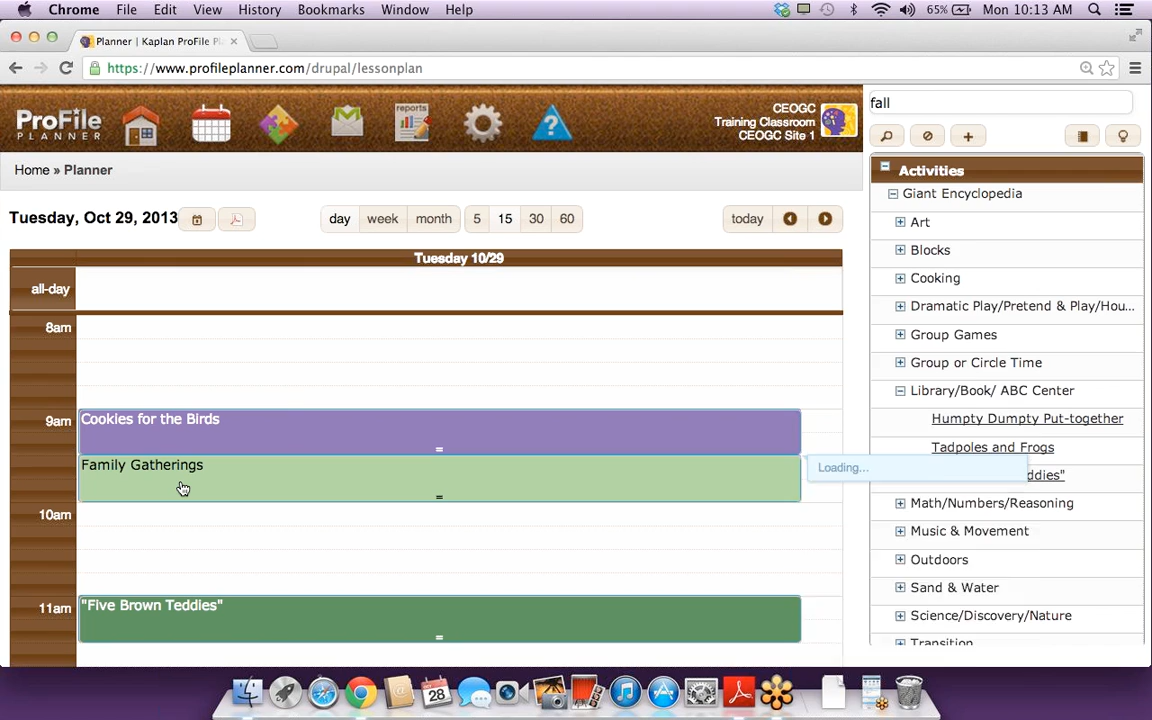 Chrome File Edit View History Bookmarks Window Help 65% Mon 10:13 AM
Planner | Kaplan ProFile Pl
https://www.profileplanner.com/drupal/lessonplan
ProFile
PLANNER
reports
CEOGC
Training Classroom
CEOGC Site 1
fall
Home » Planner
Activities
Giant Encyclopedia
Tuesday, Oct 29, 2013 day week month 5 15 30 60 today
Art
Blocks
Tuesday 10/29
Cooking
all-day
Dramatic Play/Pretend & Play/Hou...
8am
Group Games
Group or Circle Time
Library/Book/ ABC Center
9am Cookies for the Birds
Humpty Dumpty Put-together
Tadpoles and Frogs
Family Gatherings
Loading...
ddies"
Math/Numbers/Reasoning
10am
Music & Movement
Outdoors
Sand & Water
11am "Five Brown Teddies"
Science/Discovery/Nature
Transition
28